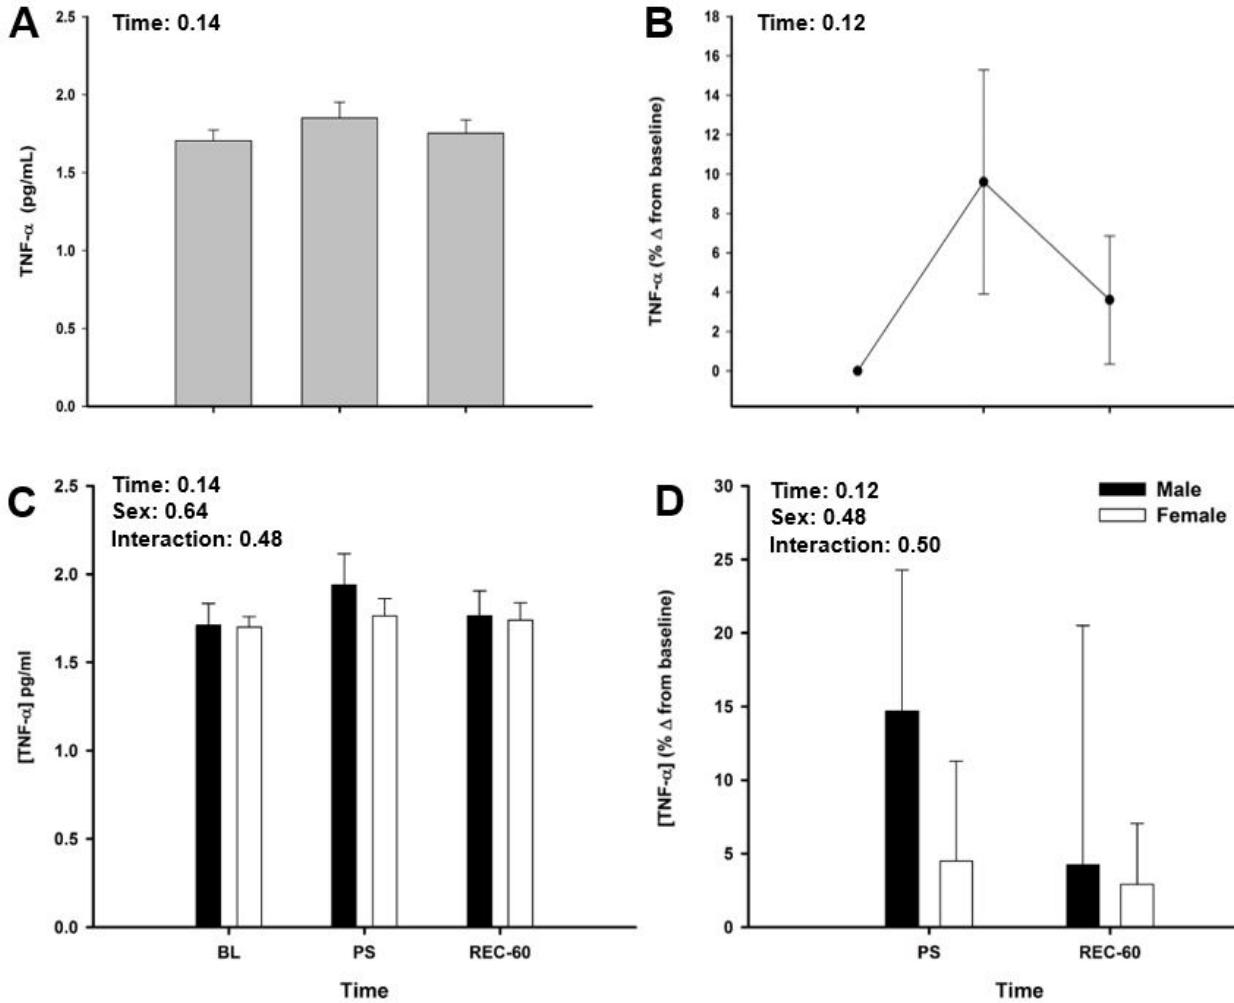 A
Time: 0.14
2.5
2.0
1.5
1.0
0.5
0.0
TNF-α (pg/mL)
B
Time: 0.12
18
16
14
12
10
8
6
4
2
0
TNF-α (% Δ from baseline)
C
Time: 0.14
Sex: 0.64
Interaction: 0.48
2.5
2.0
1.5
1.0
0.5
0.0
[TNF-α] pg/ml
BL PS REC-60
Time
D
Time: 0.12
Sex: 0.48
Interaction: 0.50
Male
Female
30
25
20
15
10
5
0
[TNF-α] (% Δ from baseline)
PS REC-60
Time